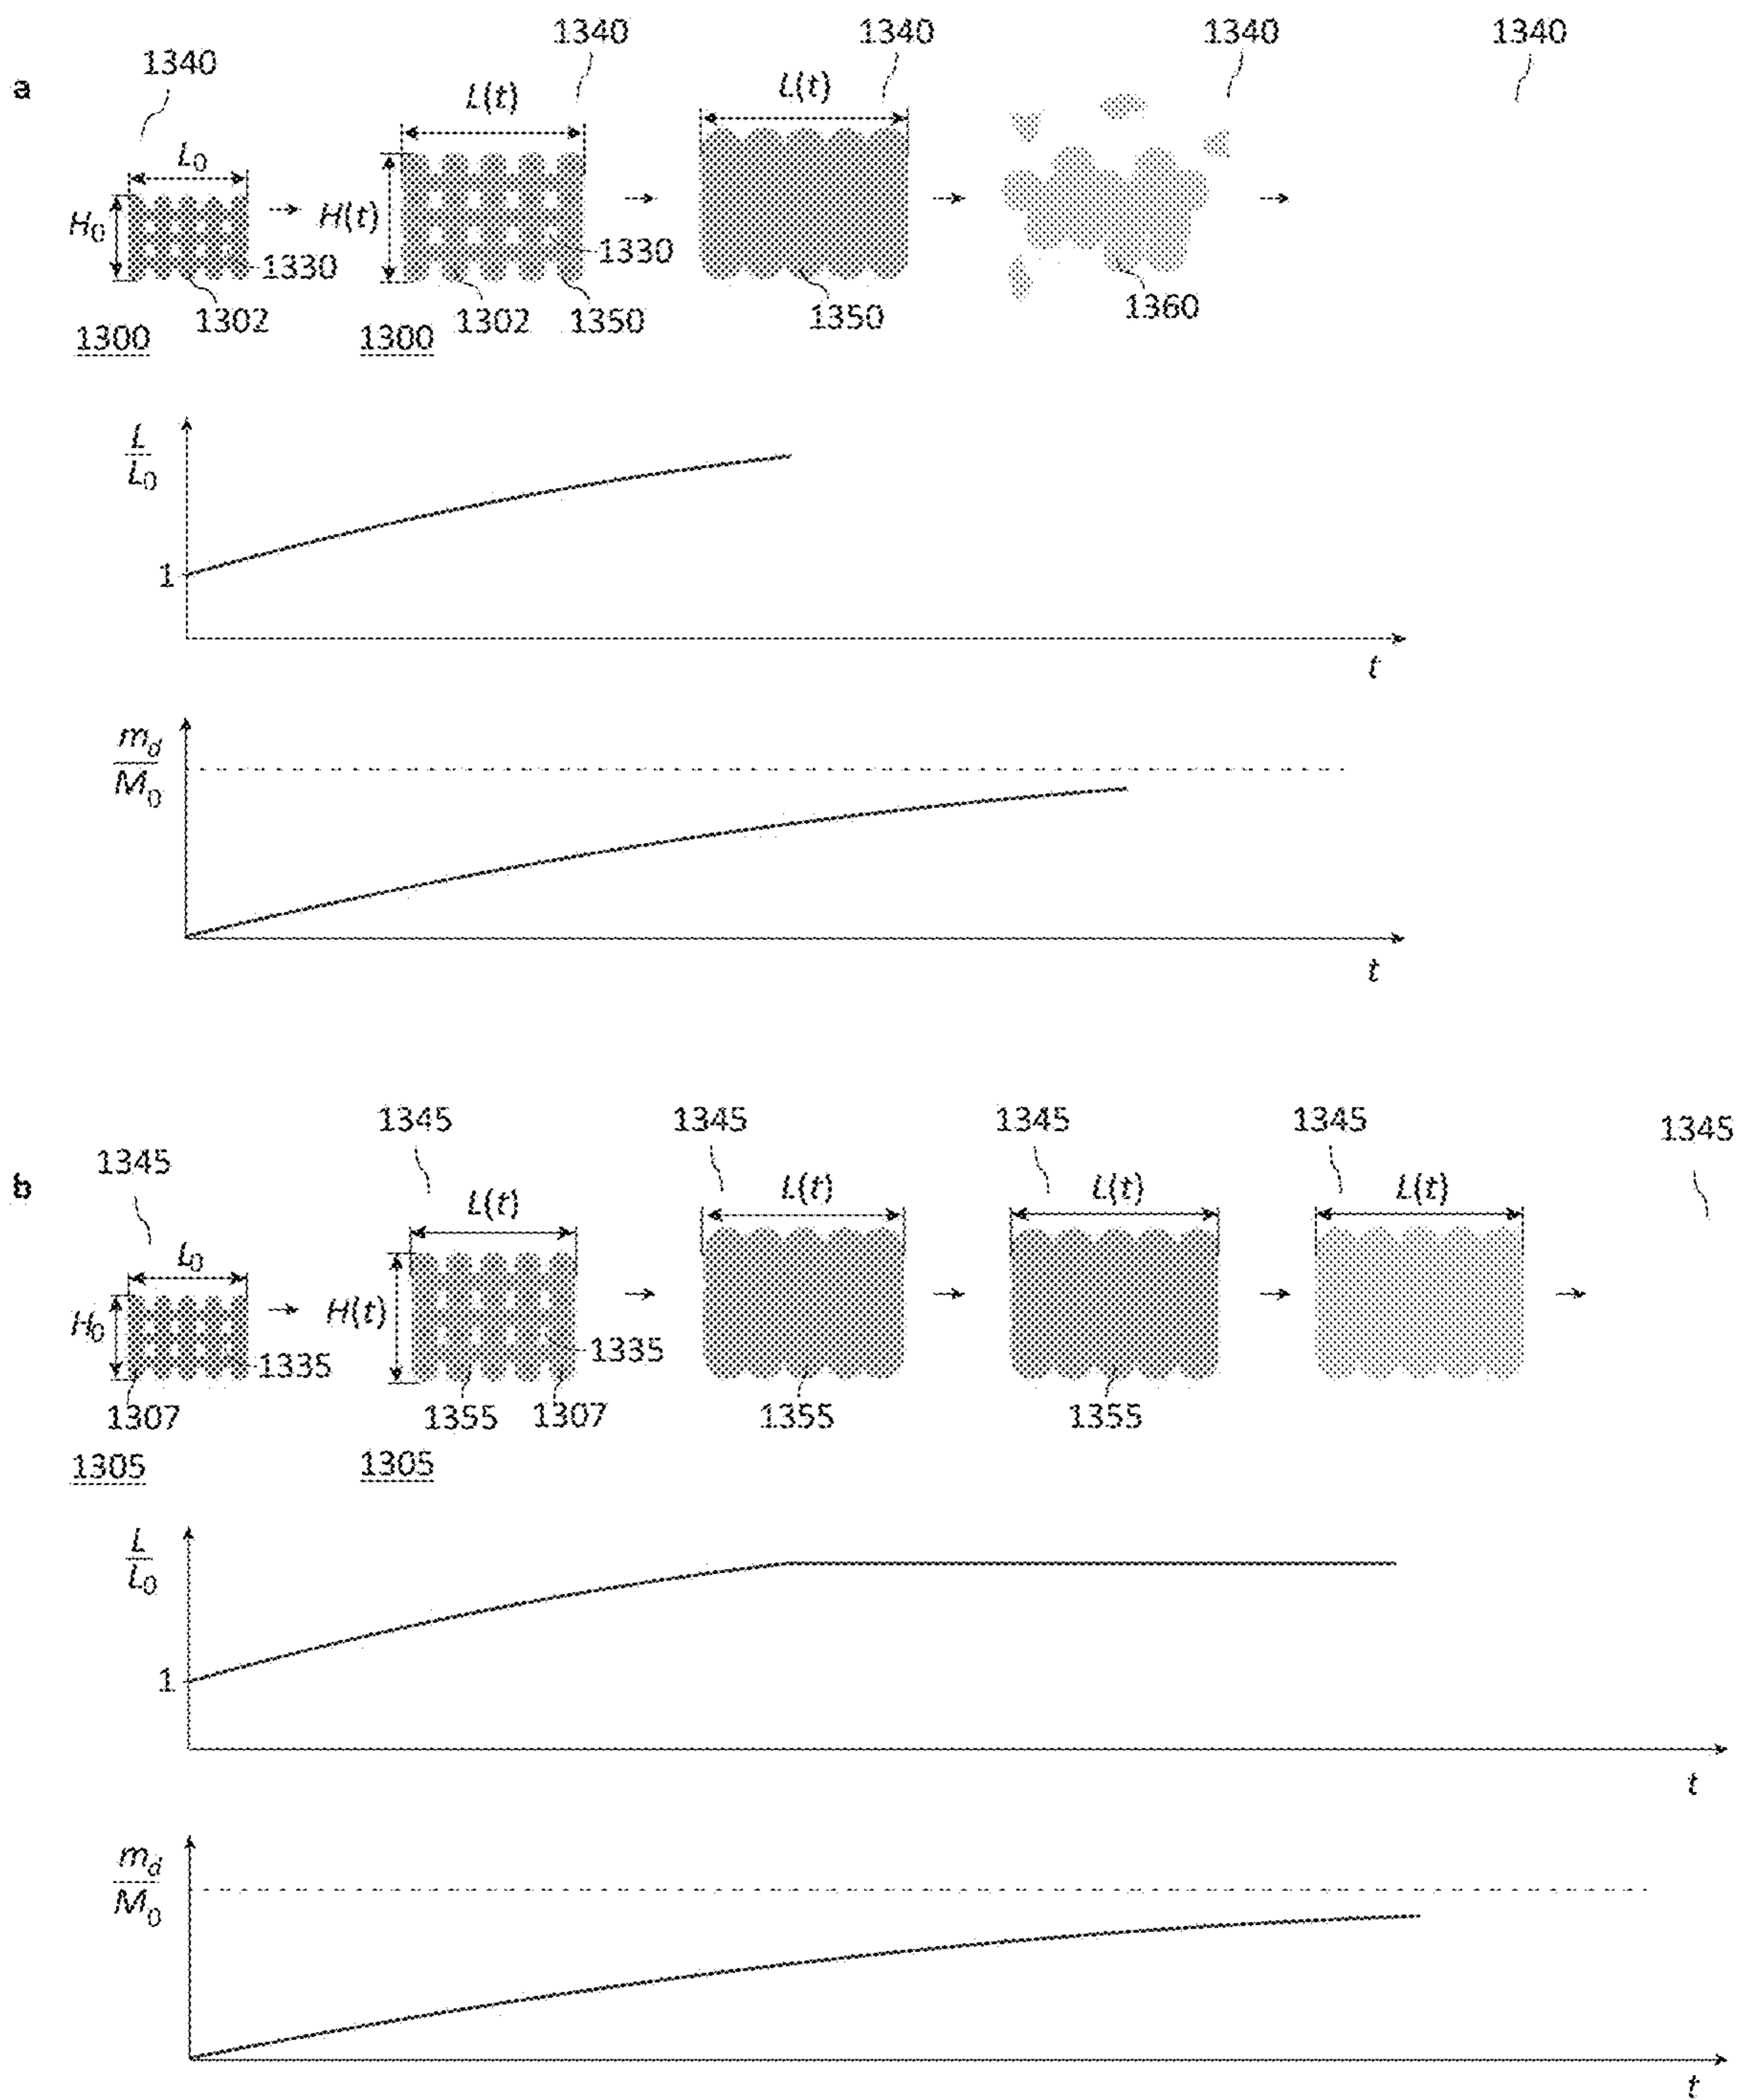 a
1340 1340 1340 1340 1340
L0 L(t) L(t)
H0 H(t)
1330 1330
1302 1302 1350 1350 1360
1300 1300
L
L0
1
t
md
M0
t
b
1345 1345 1345 1345 1345 1345
L0 L(t) L(t) L(t) L(t)
H0 H(t)
1335 1335
1307 1355 1307 1355 1355
1305 1305
L
L0
1
t
md
M0
t